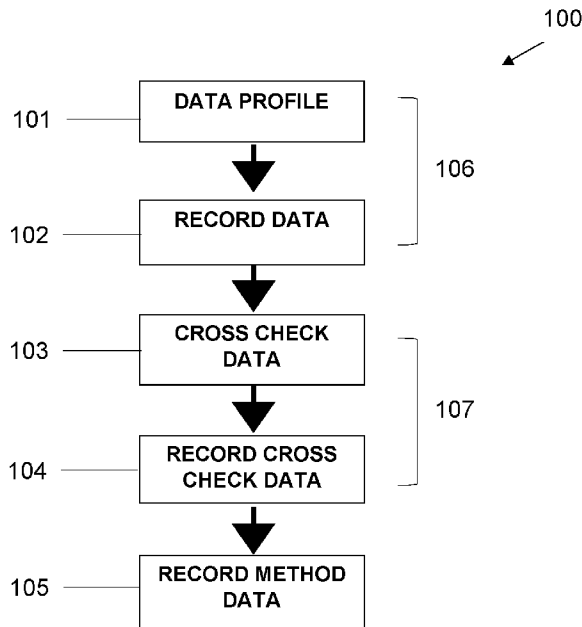 100
101
DATA PROFILE
106
102
RECORD DATA
103
CROSS CHECK
DATA
107
104
RECORD CROSS
CHECK DATA
105
RECORD METHOD
DATA